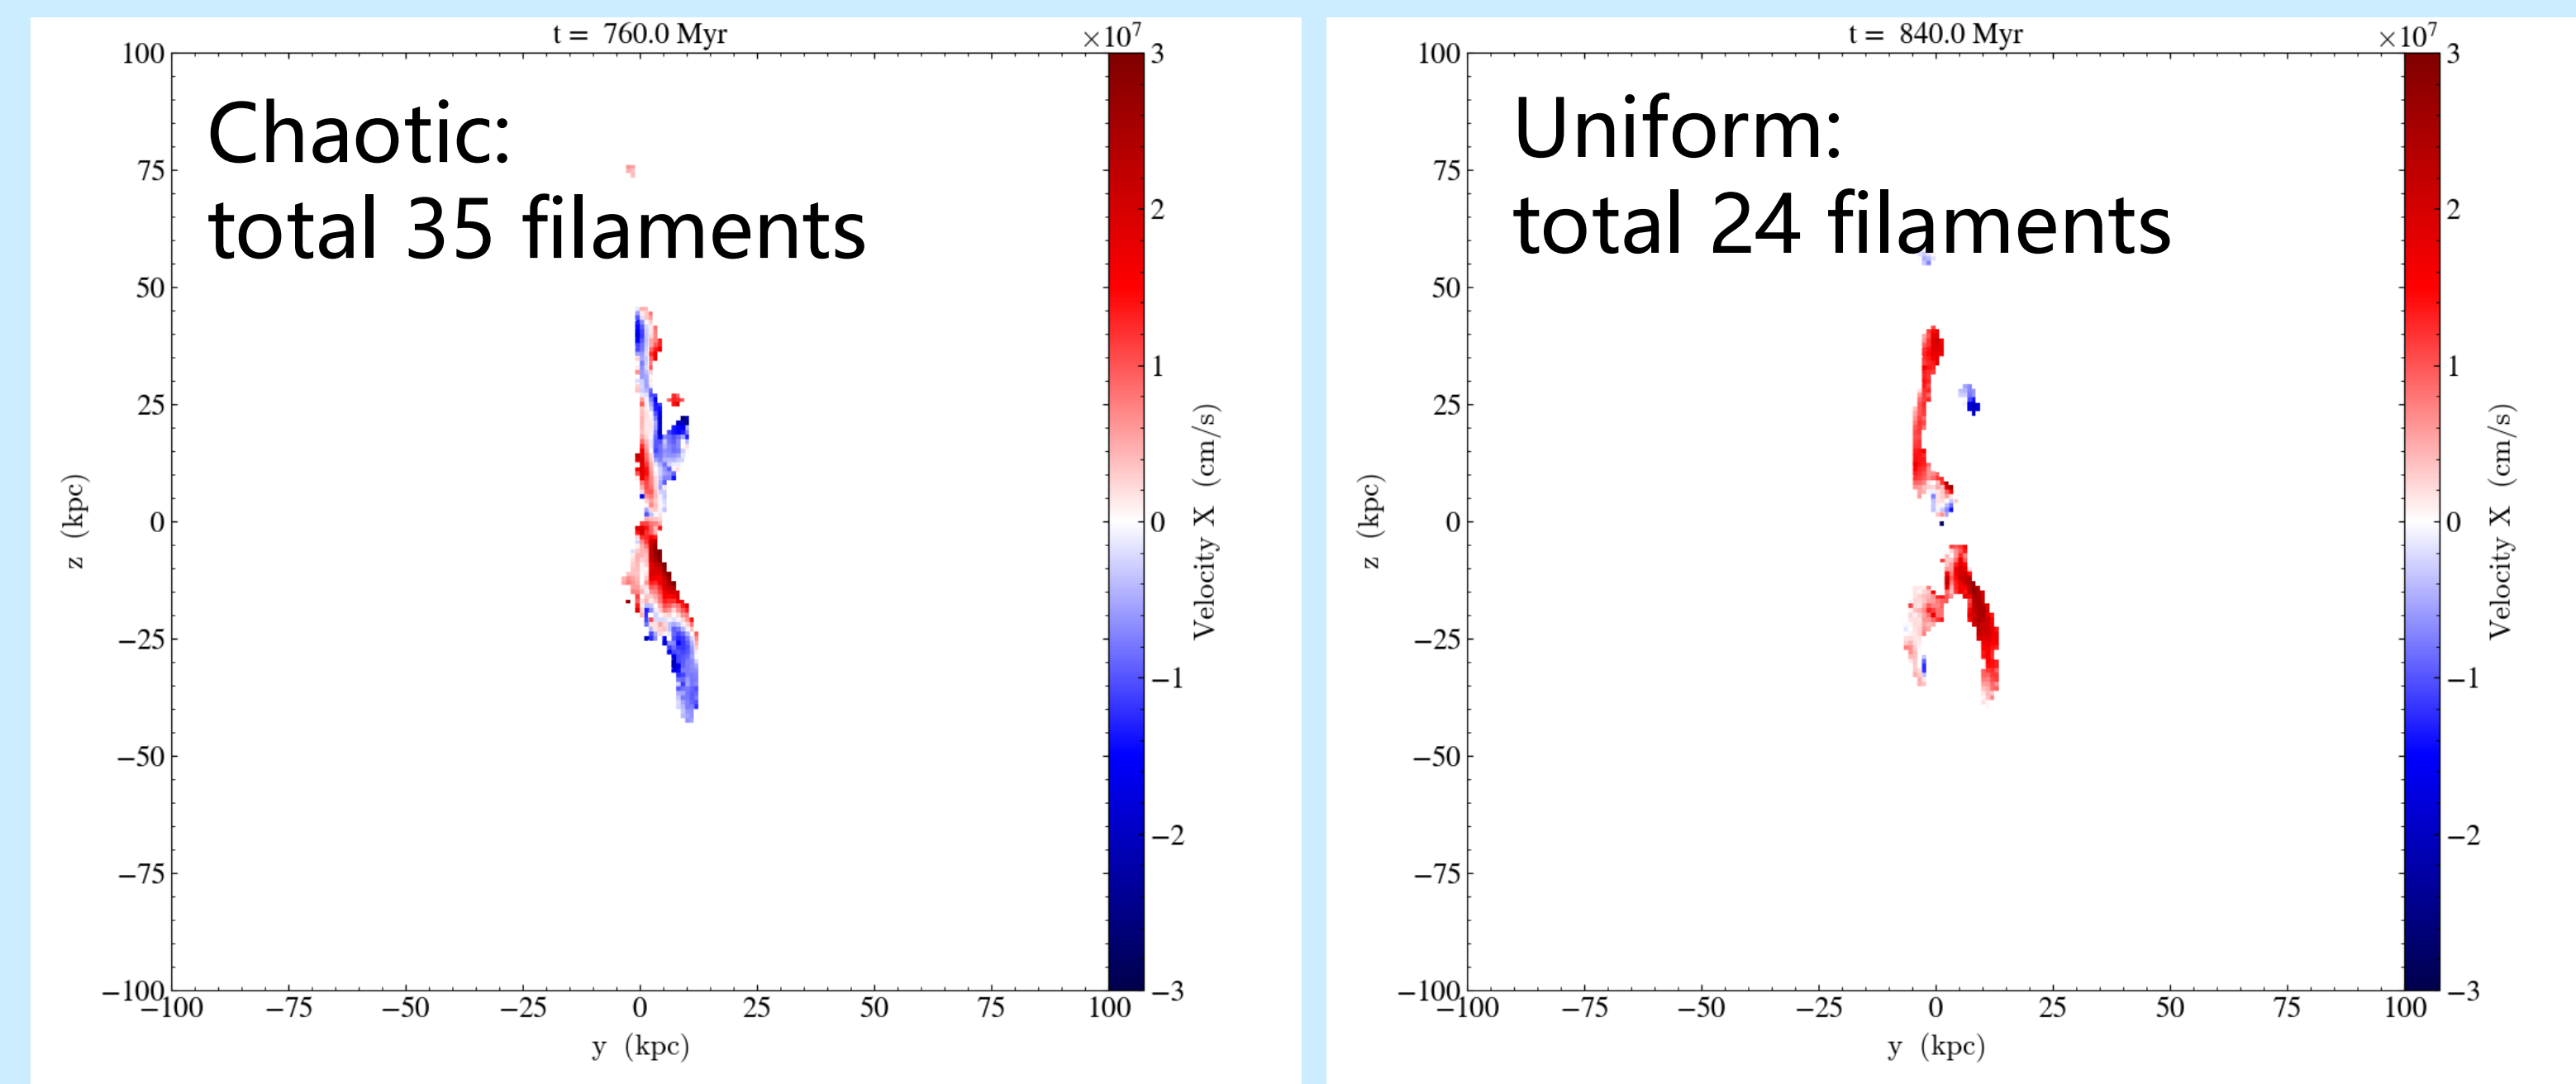 t = 760.0 Myr
×10⁷
Chaotic:
total 35 filaments
100
75
50
25
0
−25
−50
−75
−100
z (kpc)
−100 −75 −50 −25 0 25 50 75 100
y (kpc)
3
2
1
0
−1
−2
−3
Velocity X (cm/s)
t = 840.0 Myr
×10⁷
Uniform:
total 24 filaments
100
75
50
25
0
−25
−50
−75
−100
z (kpc)
−100 −75 −50 −25 0 25 50 75 100
y (kpc)
3
2
1
0
−1
−2
−3
Velocity X (cm/s)